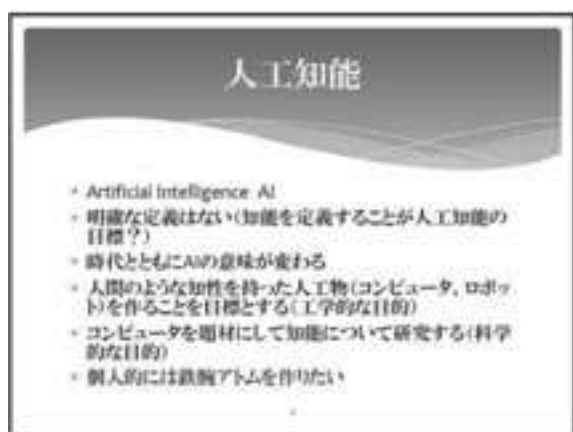 人工知能
Artificial Intelligence AI
明確な定義はない(知能を定義することが人工知能の
目標?)
時代とともにAIの意味が変わる
人間のような知性を持った人工物(コンピュータ、ロボッ
ト)を作ることを目標とする(工学的な目的)
コンピュータを題材にして知能について研究する(科学
的な目的)
個人的には鉄腕アトムを作りたい